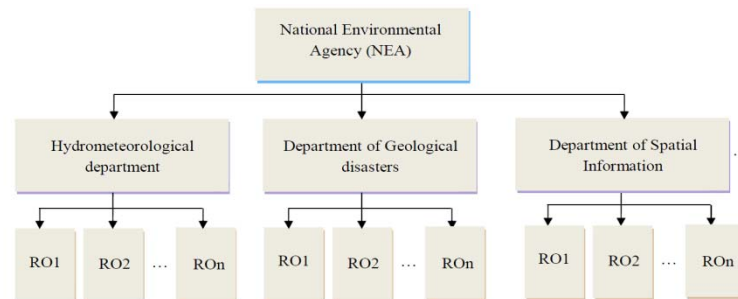 National Environmental
Agency (NEA)
Hydrometeorological
department
Department of Geological
disasters
Department of Spatial
Information
.
RO1 RO2 ... ROn
RO1 RO2 ... ROn
RO1 RO2 ... ROn